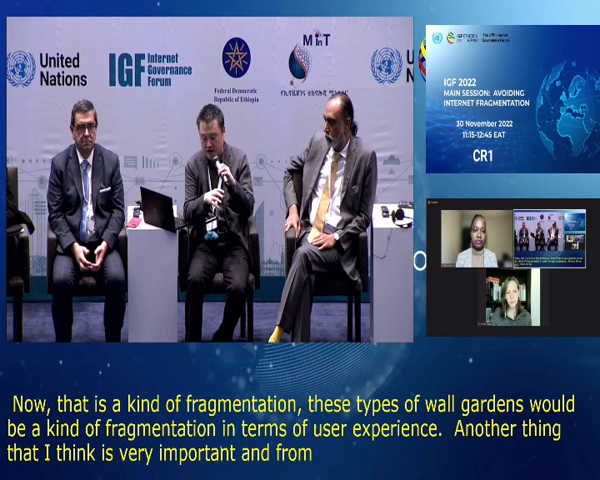 United
Nations
IGF
Internet
Governance
Forum
Federal Democratic
Republic of Ethiopia
MinT
የኢኖቬሽንና ቴክኖሎጂ ሚኒስቴር
IGF 2022
MAIN SESSION: AVOIDING
INTERNET FRAGMENTATION
30 November 2022
11:15-12:45 EAT
CR1
Now, that is a kind of fragmentation, these types of wall gardens would
be a kind of fragmentation in terms of user experience.  Another thing
that I think is very important and from